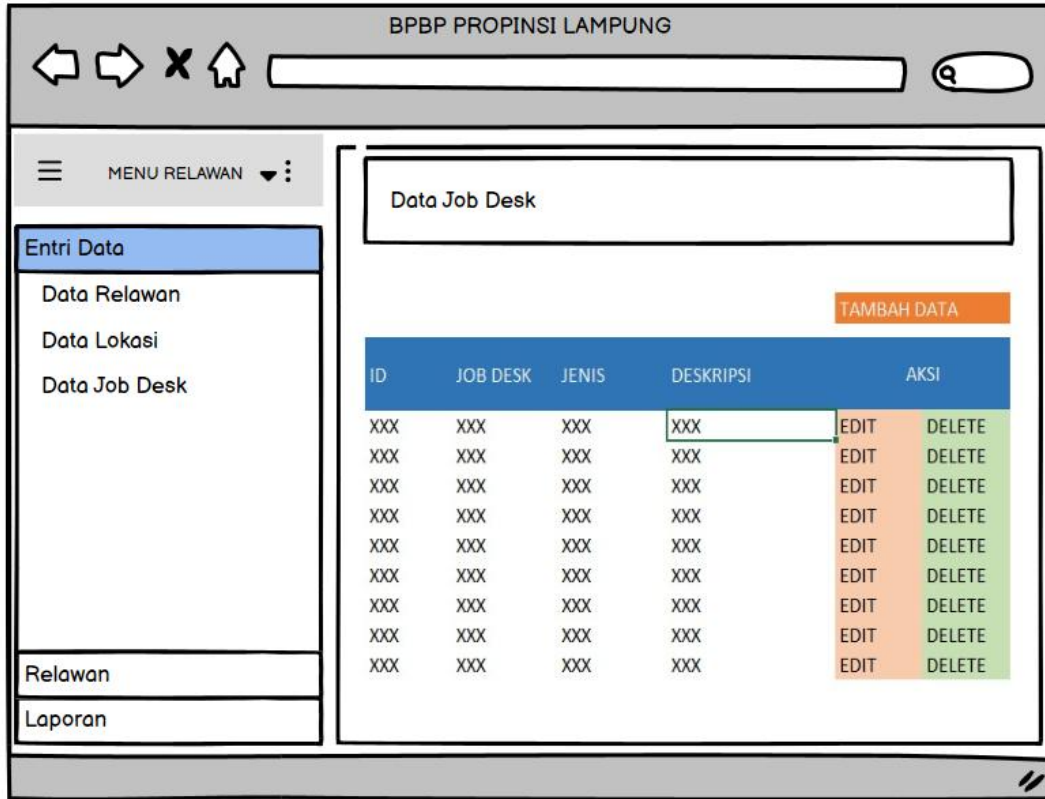 BPBP PROPINSI LAMPUNG
MENU RELAWAN
Entri Data
Data Relawan
Data Lokasi
Data Job Desk
Relawan
Laporan
Data Job Desk
TAMBAH DATA
ID JOB DESK JENIS DESKRIPSI AKSI
XXX XXX XXX XXX EDIT DELETE
XXX XXX XXX XXX EDIT DELETE
XXX XXX XXX XXX EDIT DELETE
XXX XXX XXX XXX EDIT DELETE
XXX XXX XXX XXX EDIT DELETE
XXX XXX XXX XXX EDIT DELETE
XXX XXX XXX XXX EDIT DELETE
XXX XXX XXX XXX EDIT DELETE
XXX XXX XXX XXX EDIT DELETE